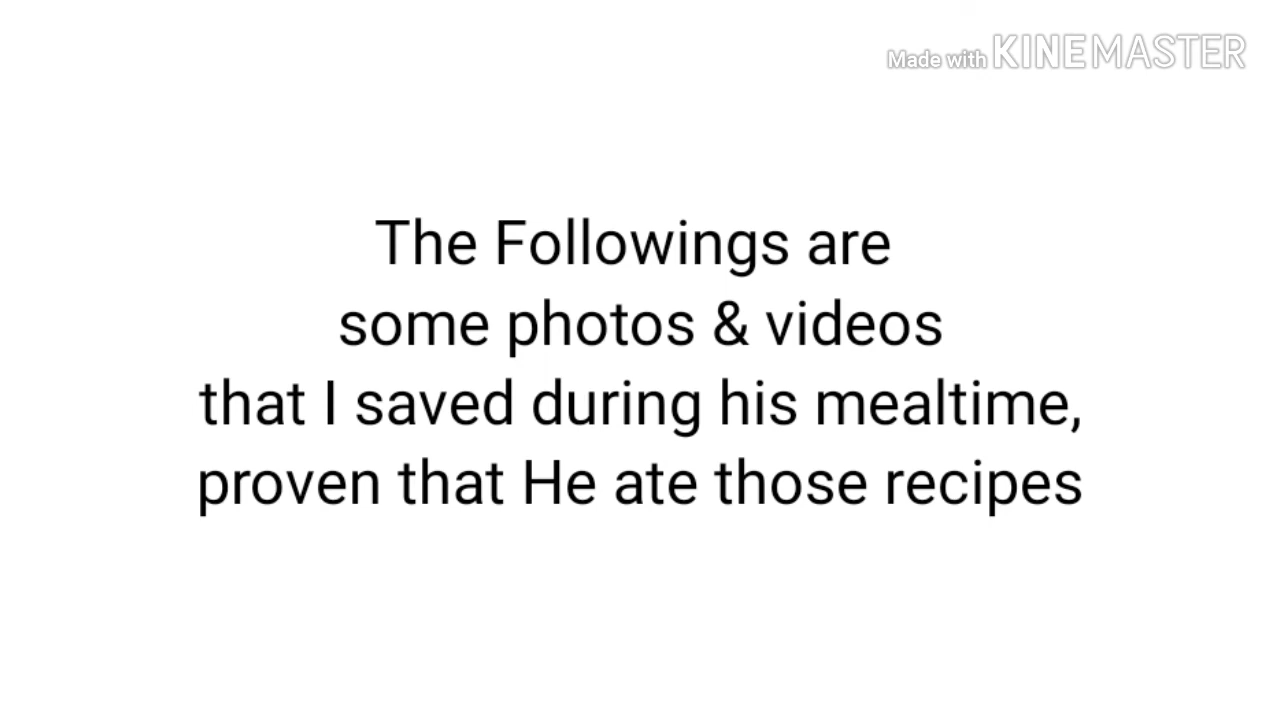 Made with KINEMASTER
The Followings are
some photos & videos
that I saved during his mealtime,
proven that He ate those recipes